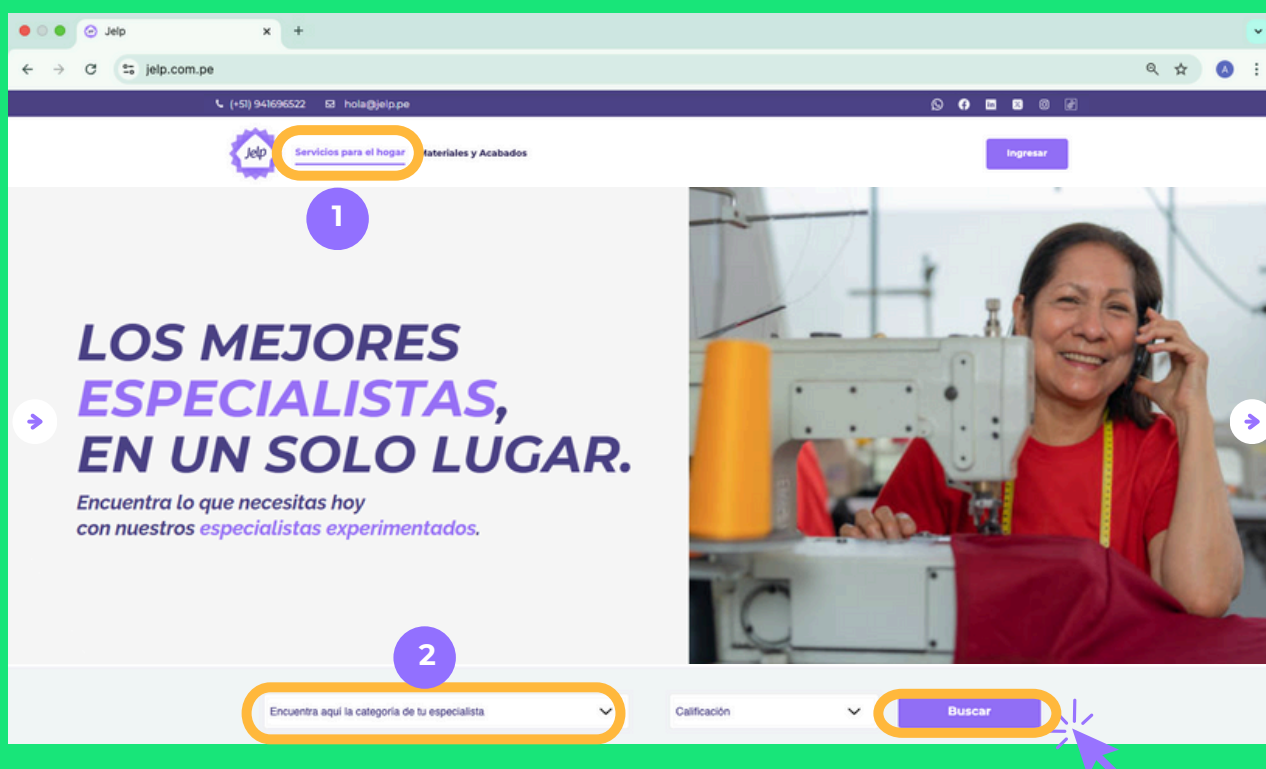 Jelp
jelp.com.pe
A
(+51) 941696522 hola@jelp.pe
Jelp
Servicios para el hogar
Materiales y Acabados
Ingresar
1
LOS MEJORES
ESPECIALISTAS,
EN UN SOLO LUGAR.
Encuentra lo que necesitas hoy
con nuestros especialistas experimentados.
2
Encuentra aquí la categoría de tu especialista
Calificación
Buscar